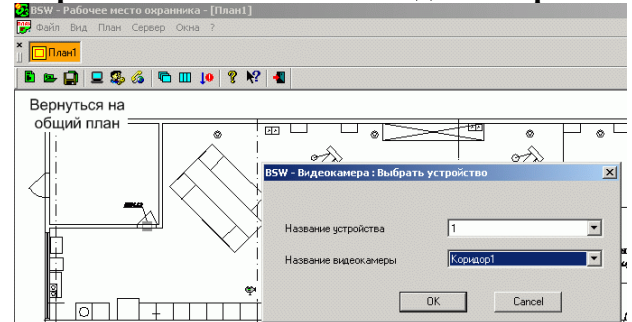 BSW - Рабочее место охранника - [План1]
Файл Вид План Сервер Окна ?
План1
Вернуться на
общий план
BSW - Видеокамера : Выбрать устройство
Название устройства
1
Название видеокамеры
Коридор1
OK
Cancel